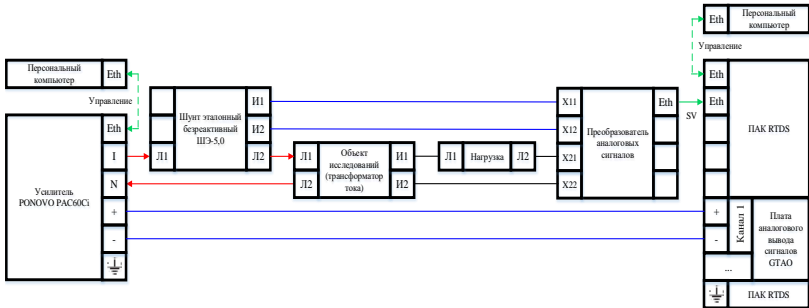 Eth
Персональный
компьютер
Управление
Персональный
компьютер
Eth
Управление
Усилитель
PONOVO PAC60Ci
Eth
I
N
+
-
Шунт эталонный
безреактивный
ШЭ-5,0
И1
И2
Л1
Л2
Л1
Л2
Объект
исследований
(трансформатор
тока)
И1
И2
Л1
Нагрузка
Л2
X11
X12
X21
X22
Преобразователь
аналоговых
сигналов
Eth
SV
Eth
Eth
ПАК RTDS
+
-
...
Канал 1
Плата
аналогового
вывода
сигналов
GTAO
ПАК RTDS